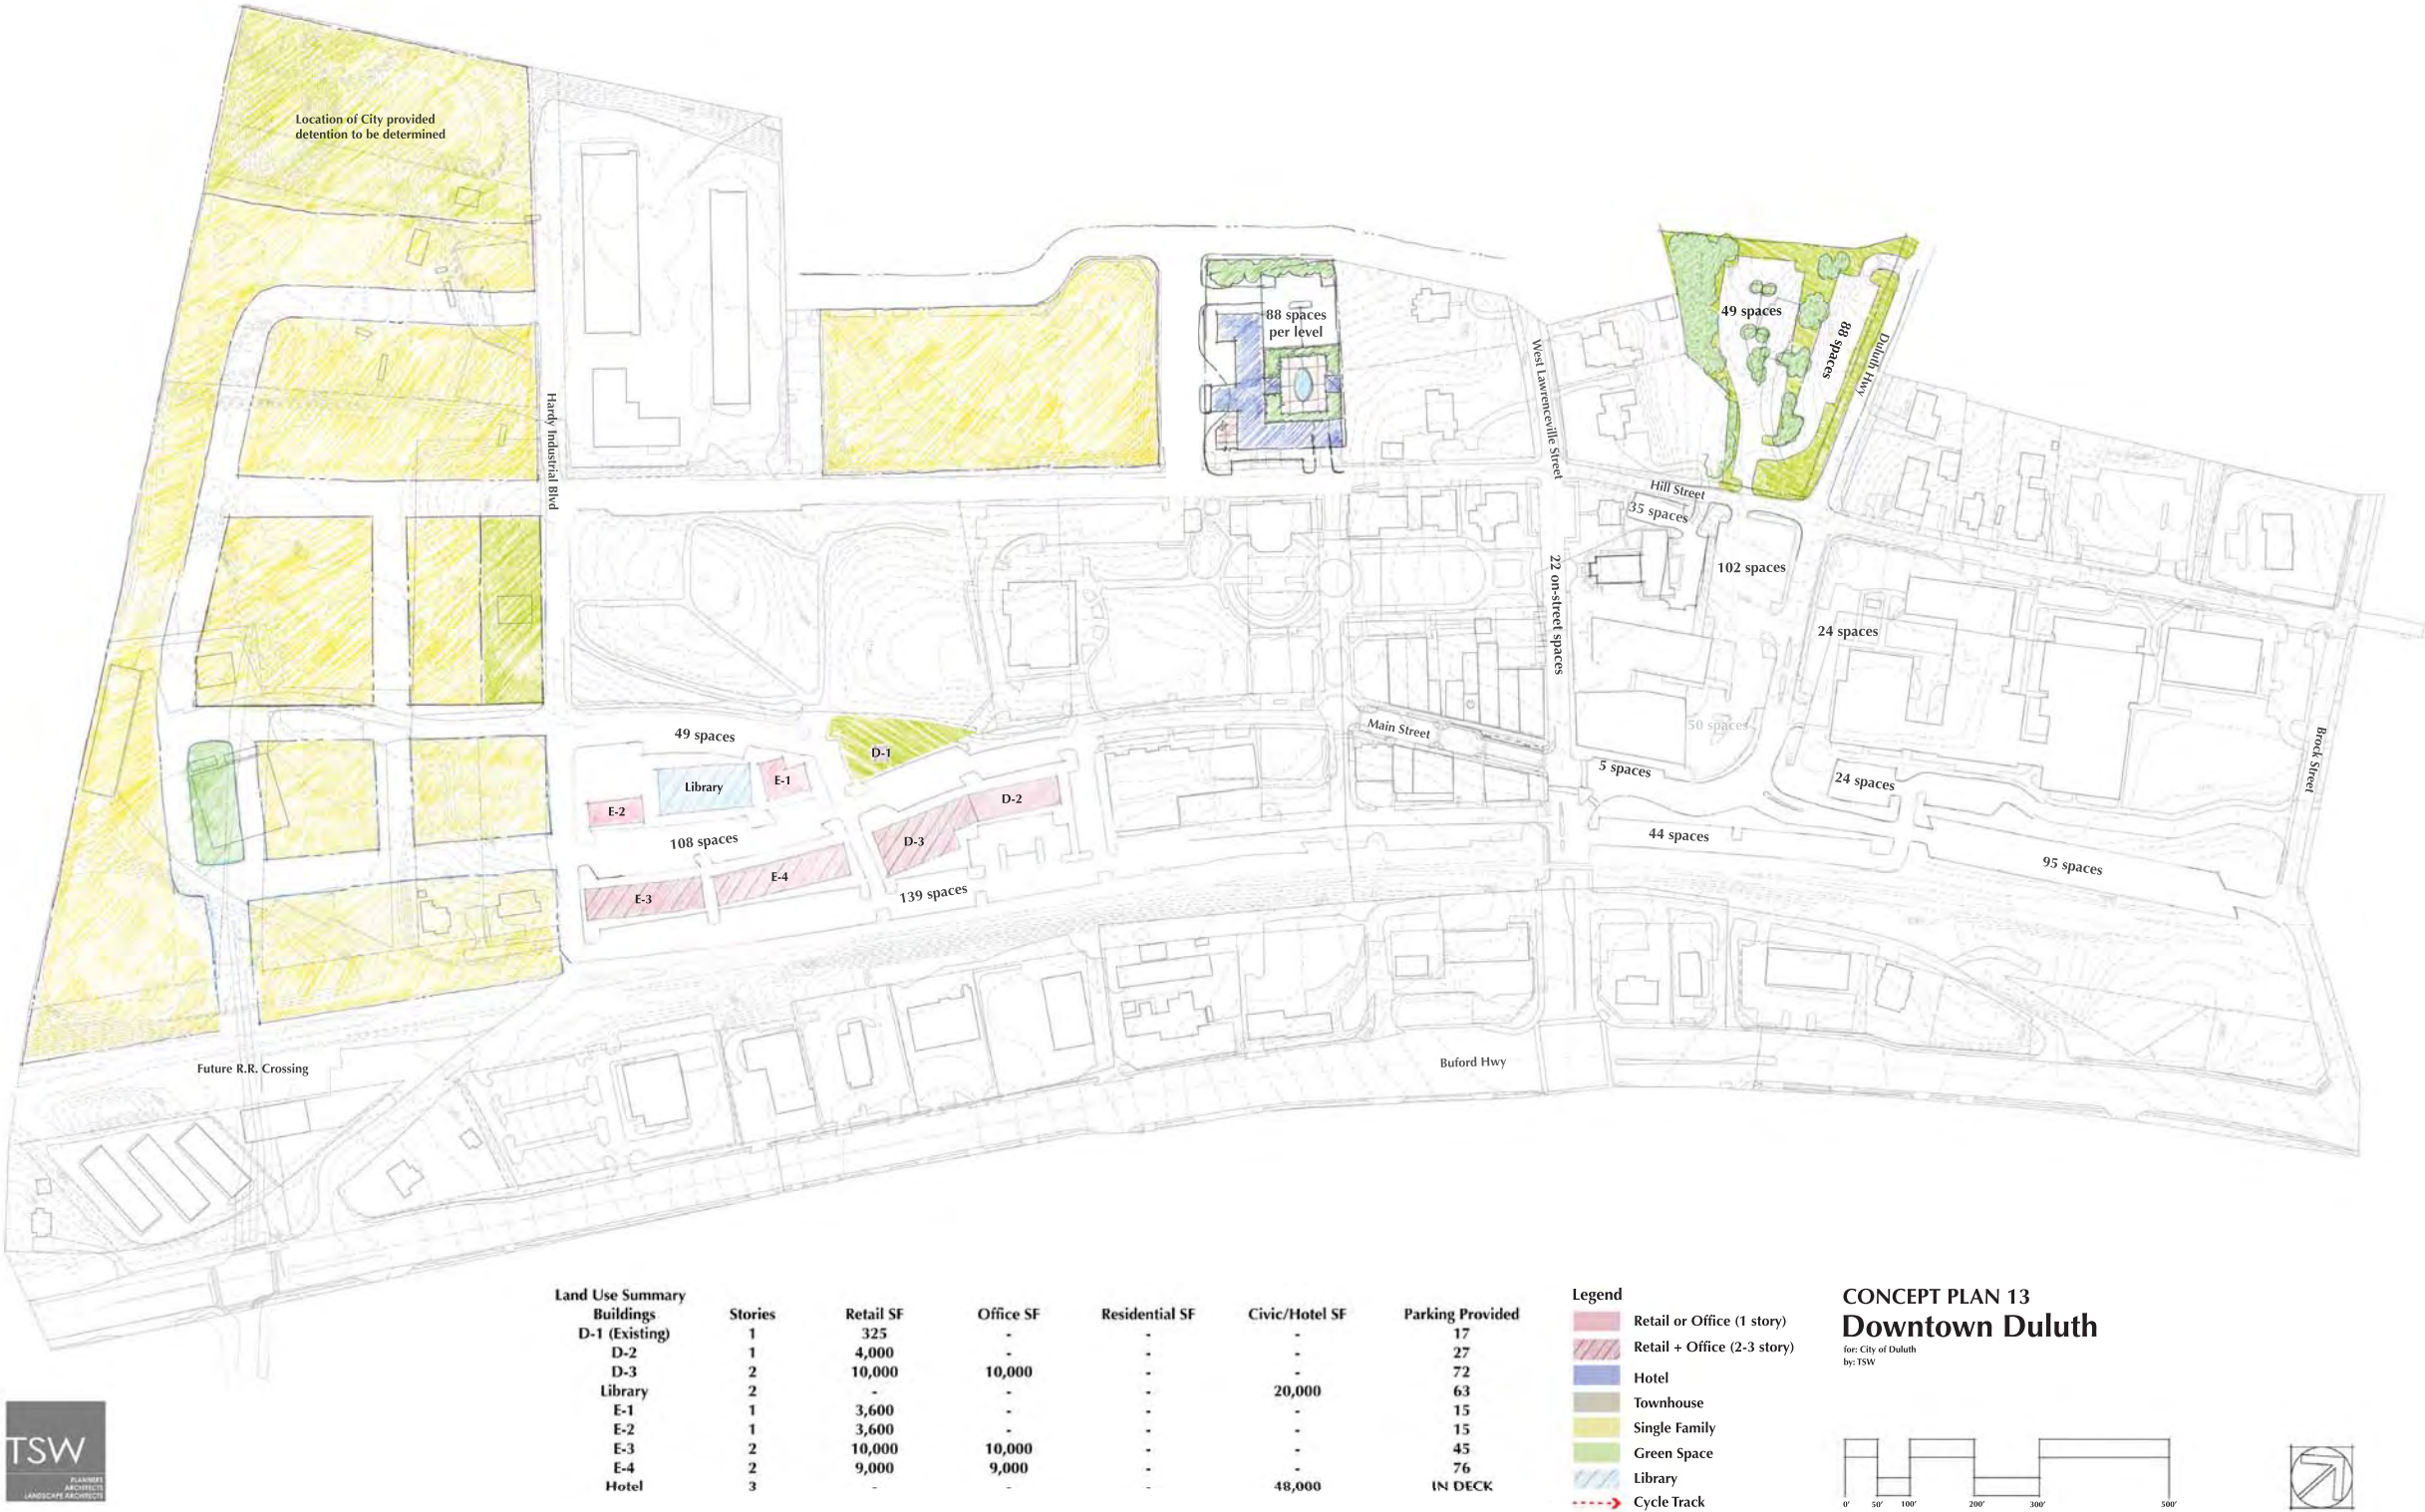 Location of City provided
detention to be determined
Hardy Industrial Blvd
88 spaces
per level
West Lawrenceville Street
49 spaces
88 spaces
Duluth Hwy
Hill Street
35 spaces
102 spaces
22 on-street spaces
24 spaces
50 spaces
Main Street
5 spaces
24 spaces
Brock Street
44 spaces
95 spaces
49 spaces
D-1
Library
E-1
E-2
D-2
D-3
108 spaces
E-4
E-3
139 spaces
Future R.R. Crossing
Buford Hwy
Land Use Summary
Buildings Stories Retail SF Office SF Residential SF Civic/Hotel SF Parking Provided
D-1 (Existing) 1 325 - - - 17
D-2 1 4,000 - - - 27
D-3 2 10,000 10,000 - - 72
Library 2 - - - 20,000 63
E-1 1 3,600 - - - 15
E-2 1 3,600 - - - 15
E-3 2 10,000 10,000 - - 45
E-4 2 9,000 9,000 - - 76
Hotel 3 - - - 48,000 IN DECK
Legend
Retail or Office (1 story)
Retail + Office (2-3 story)
Hotel
Townhouse
Single Family
Green Space
Library
Cycle Track
CONCEPT PLAN 13
Downtown Duluth
for: City of Duluth
by: TSW
0' 50' 100' 200' 300' 500'
TSW
PLANNERS
ARCHITECTS
LANDSCAPE ARCHITECTS